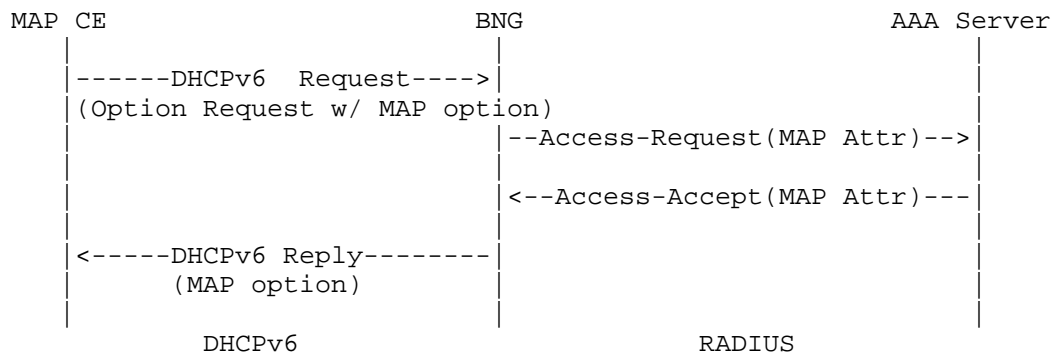 MAP CE                           BNG                         AAA Server
|------DHCPv6  Request---->|
|(Option Request w/ MAP option)
|--Access-Request(MAP Attr)-->|
|<--Access-Accept(MAP Attr)---|
|<-----DHCPv6 Reply--------|
(MAP option)
DHCPv6                         RADIUS